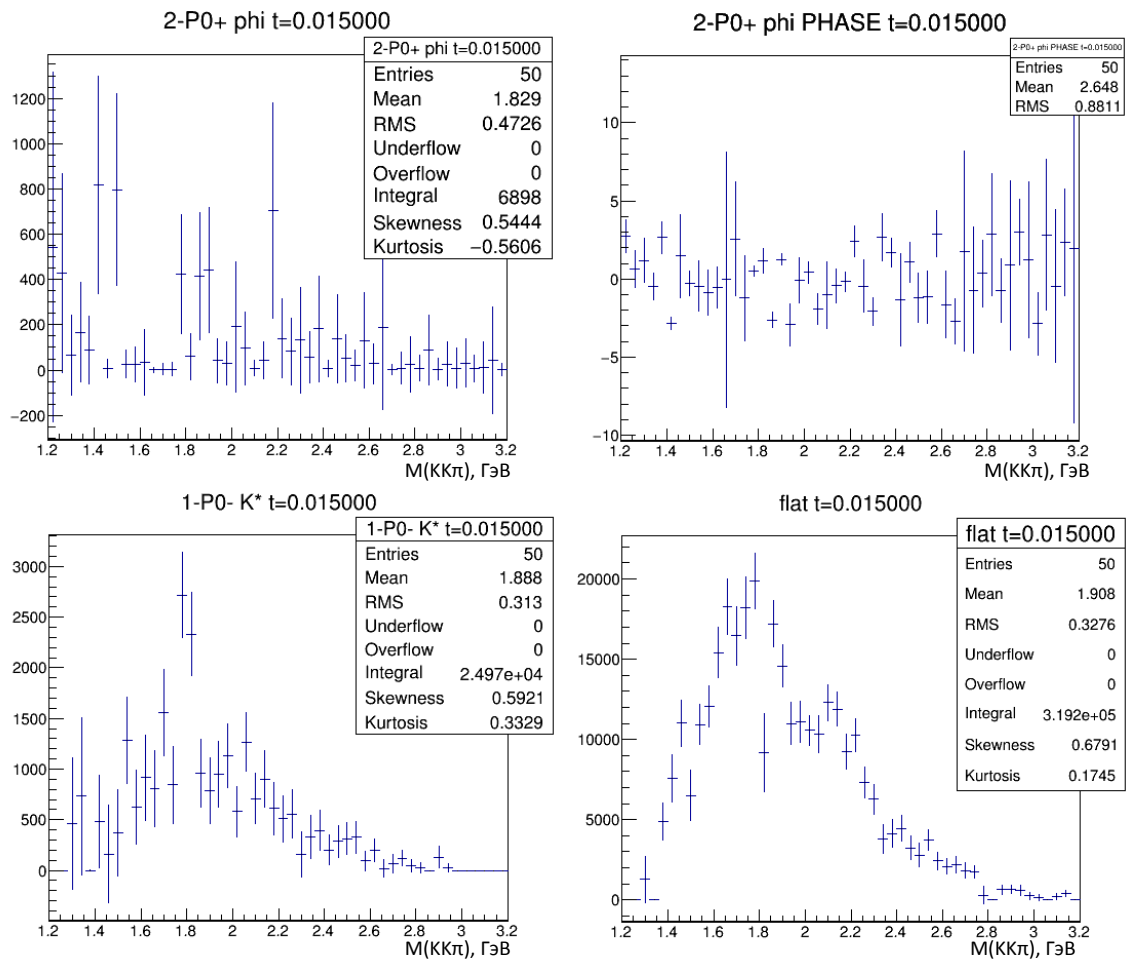 2-P0+ phi t=0.015000
2-P0+ phi t=0.015000
Entries 50
Mean 1.829
RMS 0.4726
Underflow 0
Overflow 0
Integral 6898
Skewness 0.5444
Kurtosis −0.5606
1200
1000
800
600
400
200
0
−200
1.2 1.4 1.6 1.8 2 2.2 2.4 2.6 2.8 3 3.2
M(KKπ), ГэВ
2-P0+ phi PHASE t=0.015000
2-P0+ phi PHASE t=0.015000
Entries 50
Mean 2.648
RMS 0.8811
10
5
0
−5
−10
1.2 1.4 1.6 1.8 2 2.2 2.4 2.6 2.8 3 3.2
M(KKπ), ГэВ
1-P0- K* t=0.015000
1-P0- K* t=0.015000
Entries 50
Mean 1.888
RMS 0.313
Underflow 0
Overflow 0
Integral 2.497e+04
Skewness 0.5921
Kurtosis 0.3329
3000
2500
2000
1500
1000
500
0
1.2 1.4 1.6 1.8 2 2.2 2.4 2.6 2.8 3 3.2
M(KKπ), ГэВ
flat t=0.015000
flat t=0.015000
Entries 50
Mean 1.908
RMS 0.3276
Underflow 0
Overflow 0
Integral 3.192e+05
Skewness 0.6791
Kurtosis 0.1745
20000
15000
10000
5000
0
1.2 1.4 1.6 1.8 2 2.2 2.4 2.6 2.8 3 3.2
M(KKπ), ГэВ